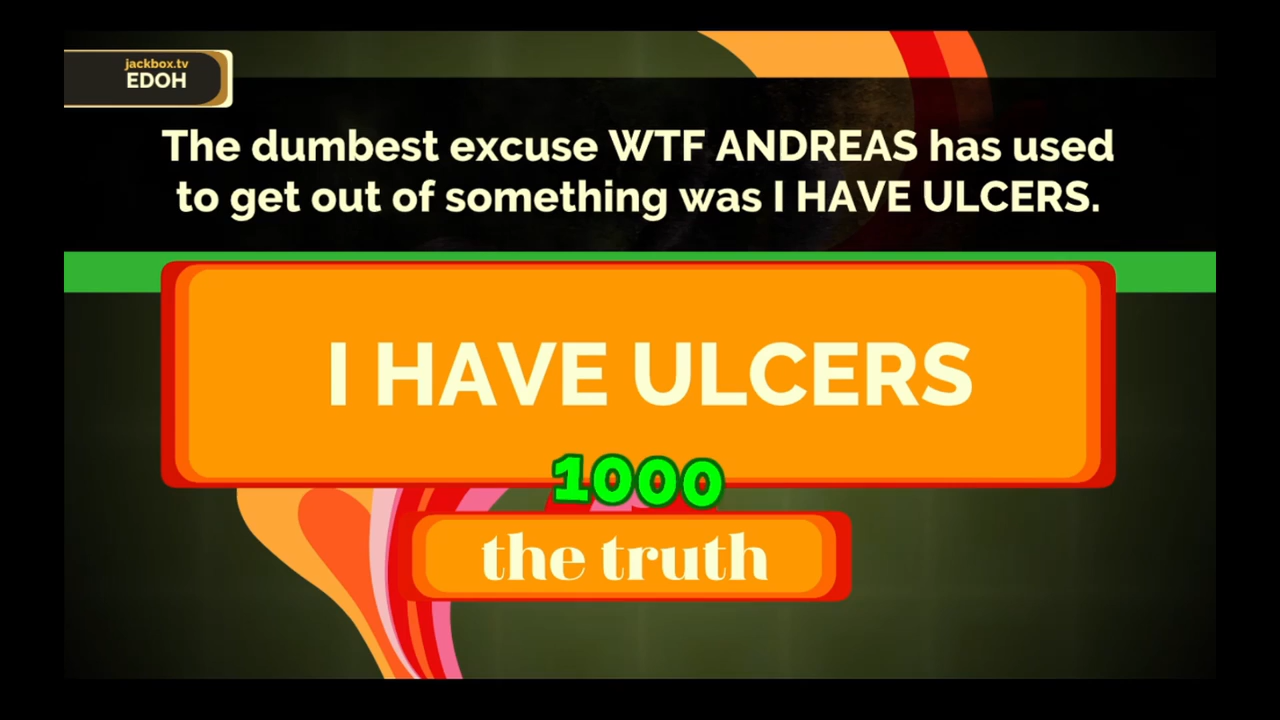 jackbox.tv
EDOH
The dumbest excuse WTF ANDREAS has used
to get out of something was I HAVE ULCERS.
I HAVE ULCERS
1000
the truth